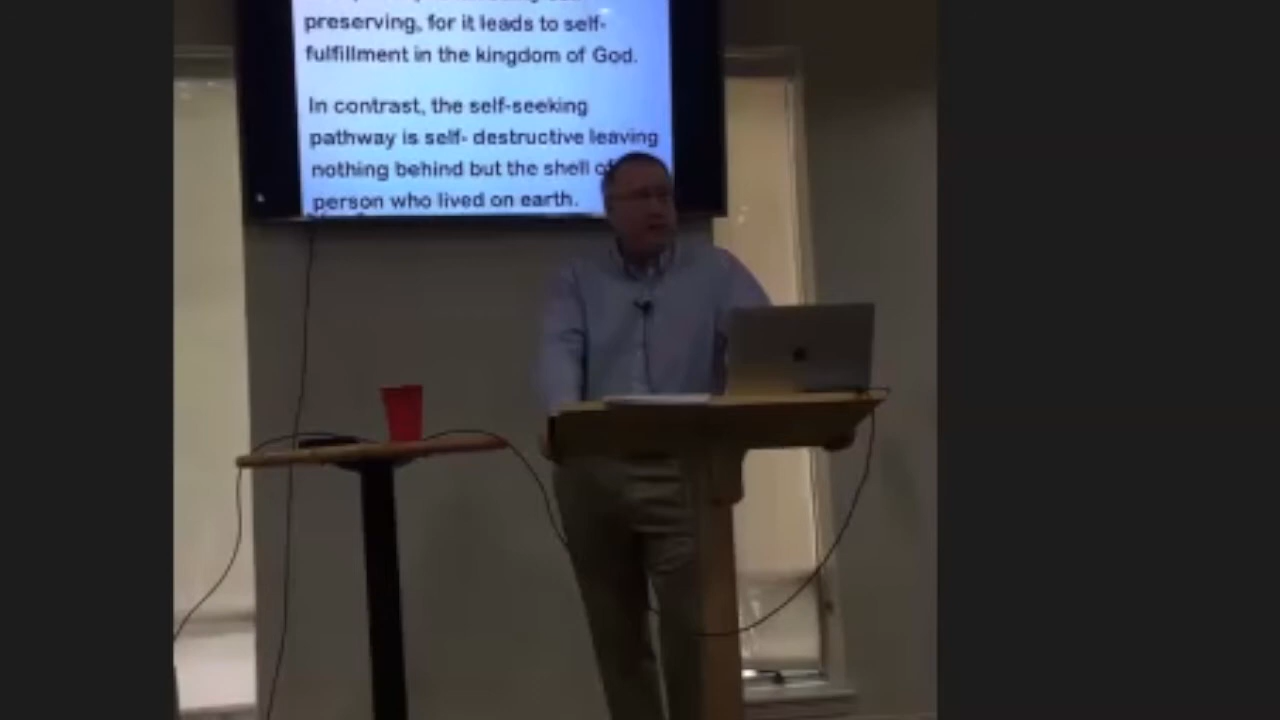 preserving, for it leads to self-
fulfillment in the kingdom of God.
In contrast, the self-seeking
pathway is self- destructive leaving
nothing behind but the shell of
person who lived on earth.